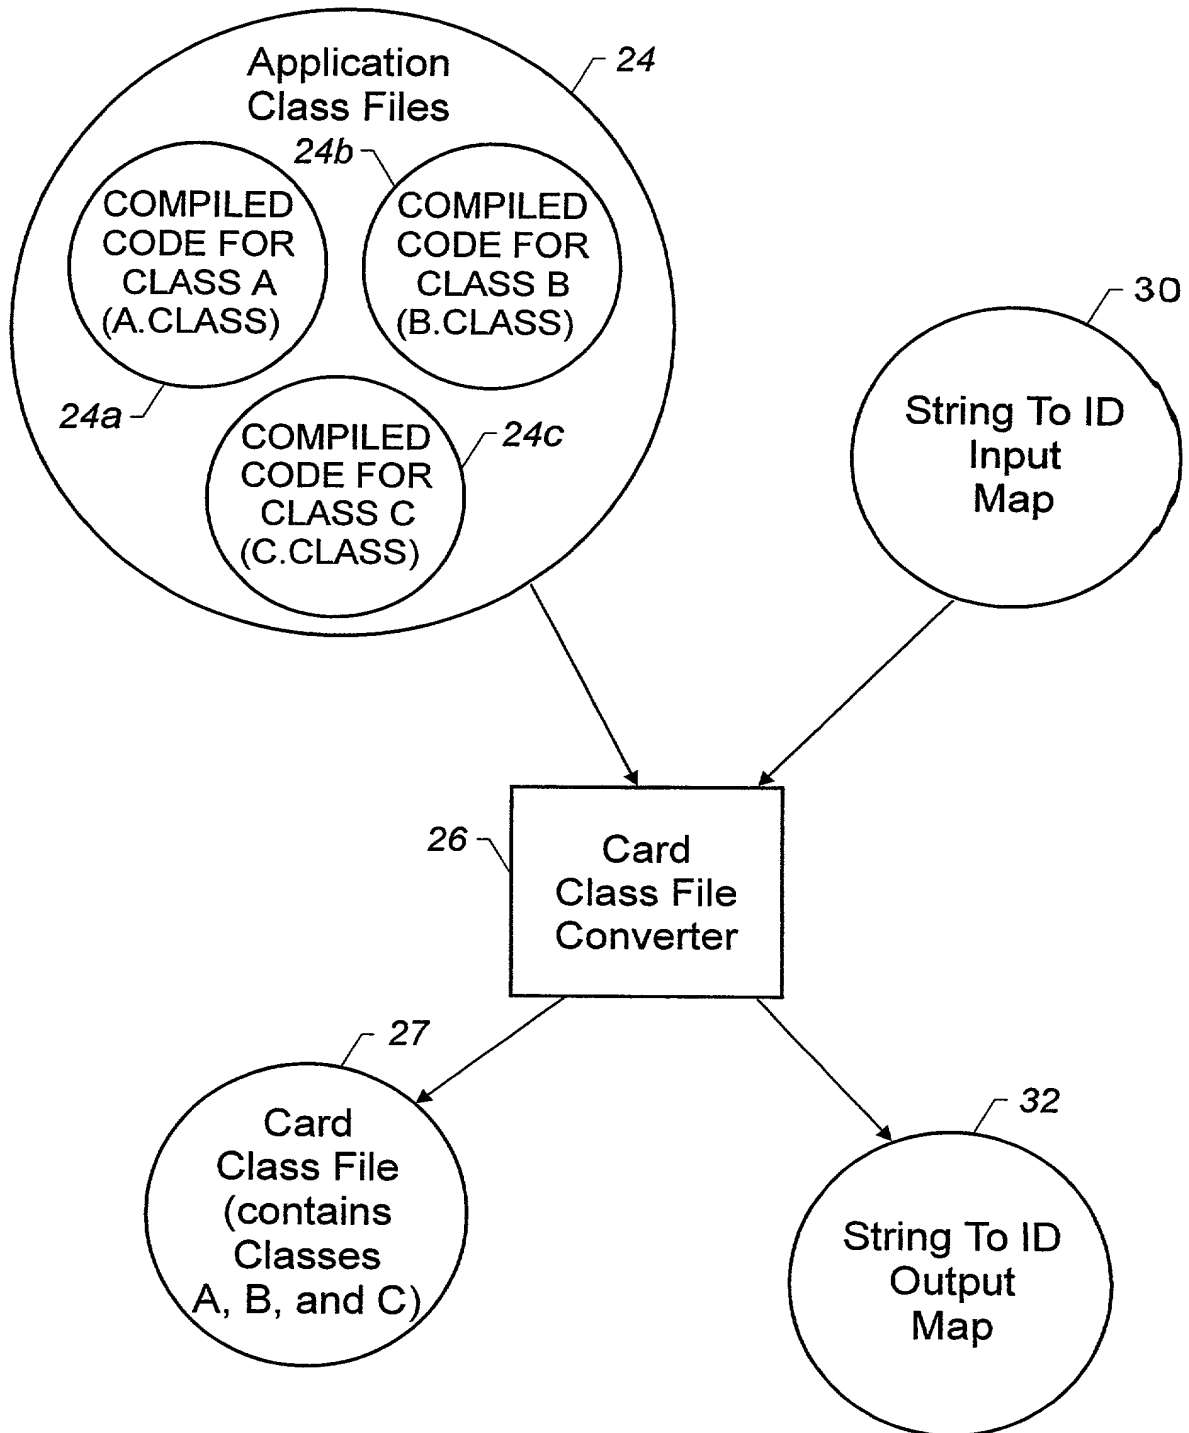 Application
Class Files
24
24b
COMPILED
CODE FOR
CLASS A
(A.CLASS)
COMPILED
CODE FOR
CLASS B
(B.CLASS)
24a
COMPILED
CODE FOR
CLASS C
(C.CLASS)
24c
30
String To ID
Input
Map
26
Card
Class File
Converter
27
Card
Class File
(contains
Classes
A, B, and C)
32
String To ID
Output
Map